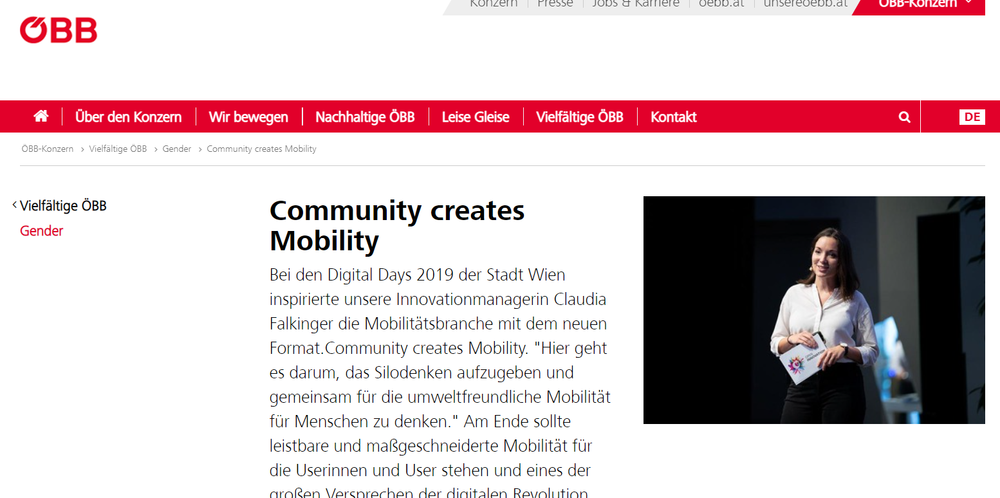 Konzern Presse Jobs & Karriere oebb.at unsereoebb.at ÖBB-Konzern
ÖBB
Über den Konzern Wir bewegen Nachhaltige ÖBB Leise Gleise Vielfältige ÖBB Kontakt DE
ÖBB-Konzern > Vielfältige ÖBB > Gender > Community creates Mobility
Vielfältige ÖBB
Gender
Community creates
Mobility
Bei den Digital Days 2019 der Stadt Wien
inspirierte unsere Innovationmanagerin Claudia
Falkinger die Mobilitätsbranche mit dem neuen
Format.Community creates Mobility. "Hier geht
es darum, das Silodenken aufzugeben und
gemeinsam für die umweltfreundliche Mobilität
für Menschen zu denken." Am Ende sollte
leistbare und maßgeschneiderte Mobilität für
die Userinnen und User stehen und eines der
großen Versprechen der digitalen Revolution
OPEN
INNOVATION